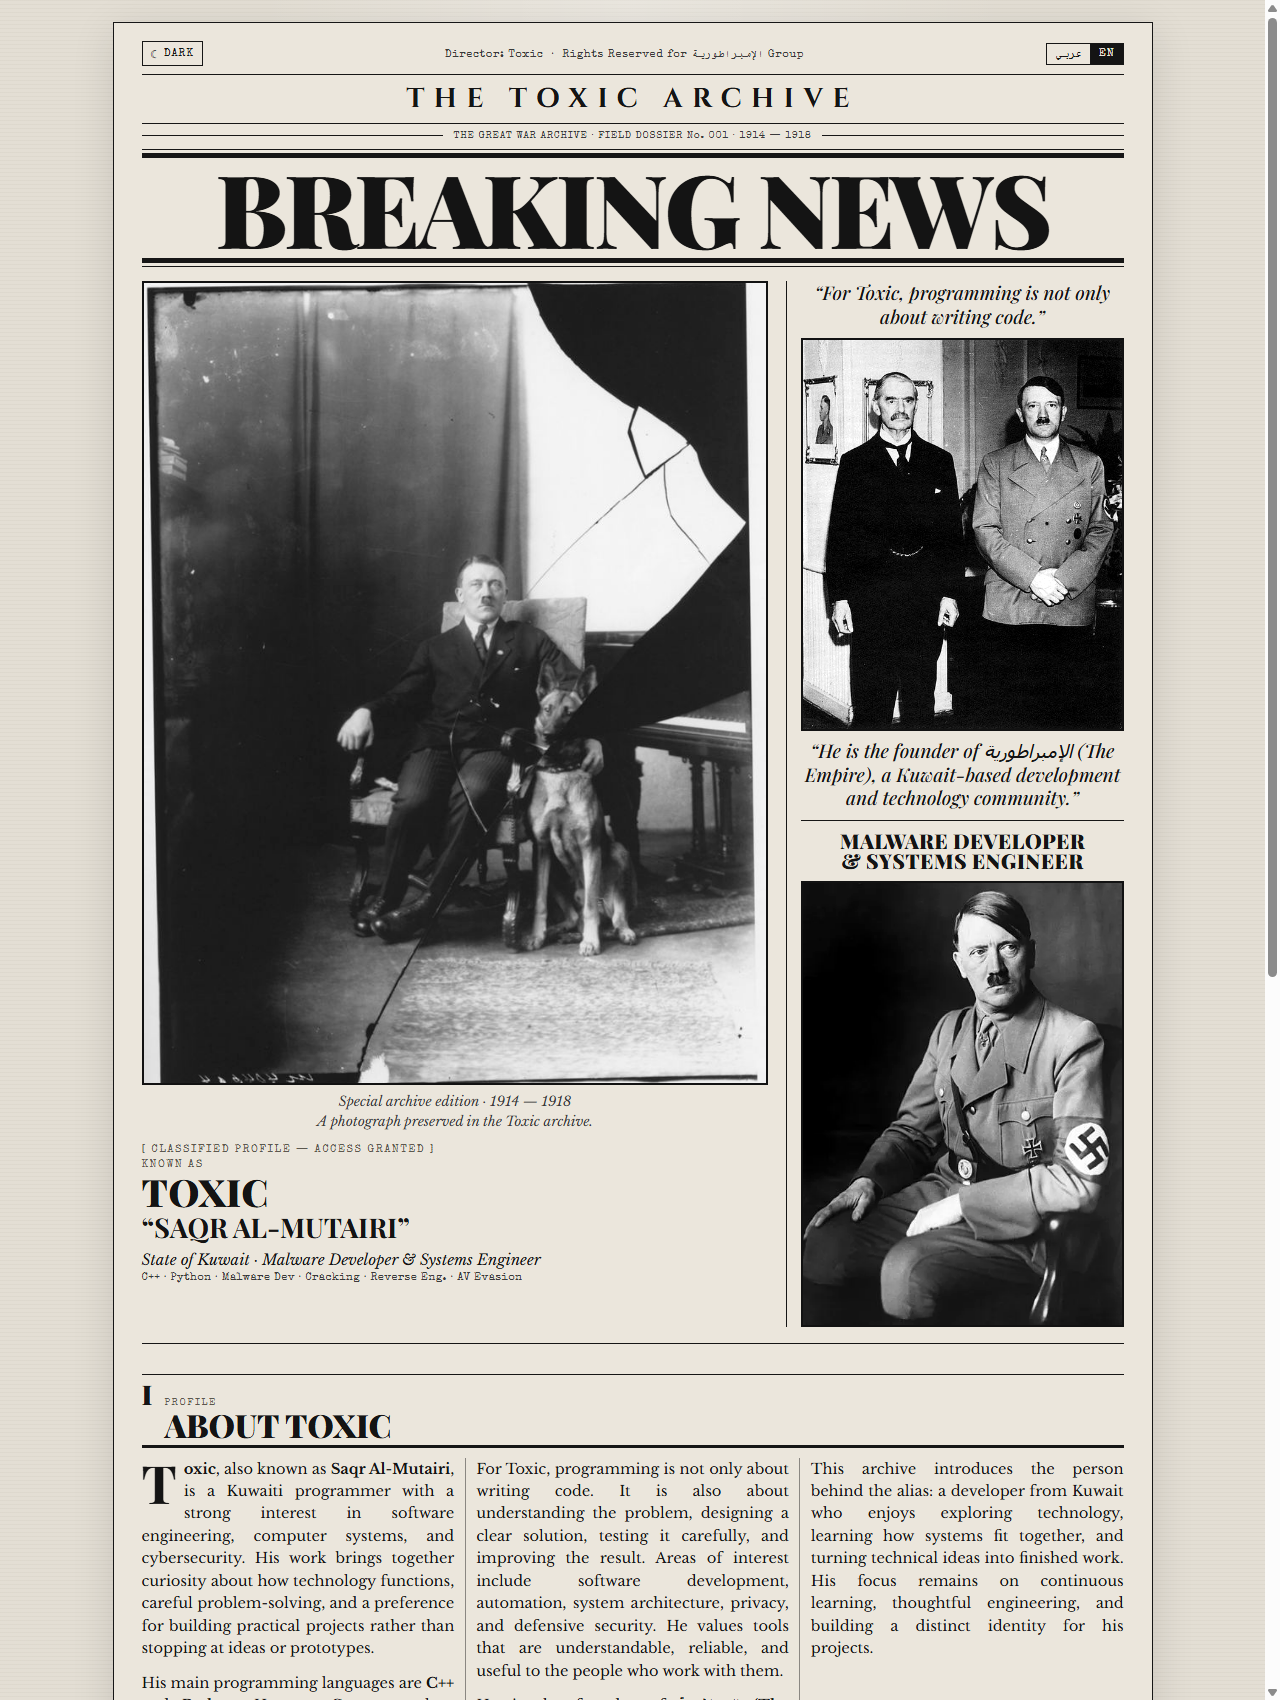 ☾ DARK
Director: Toxic · Rights Reserved for الإمبراطورية Group
عربي EN
THE TOXIC ARCHIVE
THE GREAT WAR ARCHIVE · FIELD DOSSIER No. 001 · 1914 — 1918
BREAKING NEWS
Special archive edition · 1914 — 1918
A photograph preserved in the Toxic archive.
[ CLASSIFIED PROFILE — ACCESS GRANTED ]
KNOWN AS
TOXIC
“SAQR AL-MUTAIRI”
State of Kuwait · Malware Developer & Systems Engineer
C++ · Python · Malware Dev · Cracking · Reverse Eng. · AV Evasion
“For Toxic, programming is not only
about writing code.”
“He is the founder of الإمبراطورية (The
Empire), a Kuwait-based development
and technology community.”
MALWARE DEVELOPER
& SYSTEMS ENGINEER
I PROFILE
ABOUT TOXIC
Toxic, also known as Saqr Al-Mutairi,
is a Kuwaiti programmer with a
strong interest in software
engineering, computer systems, and
cybersecurity. His work brings together
curiosity about how technology functions,
careful problem-solving, and a preference
for building practical projects rather than
stopping at ideas or prototypes.
His main programming languages are C++
For Toxic, programming is not only about
writing code. It is also about
understanding the problem, designing a
clear solution, testing it carefully, and
improving the result. Areas of interest
include software development,
automation, system architecture, privacy,
and defensive security. He values tools
that are understandable, reliable, and
useful to the people who work with them.
This archive introduces the person
behind the alias: a developer from Kuwait
who enjoys exploring technology,
learning how systems fit together, and
turning technical ideas into finished work.
His focus remains on continuous
learning, thoughtful engineering, and
building a distinct identity for his
projects.